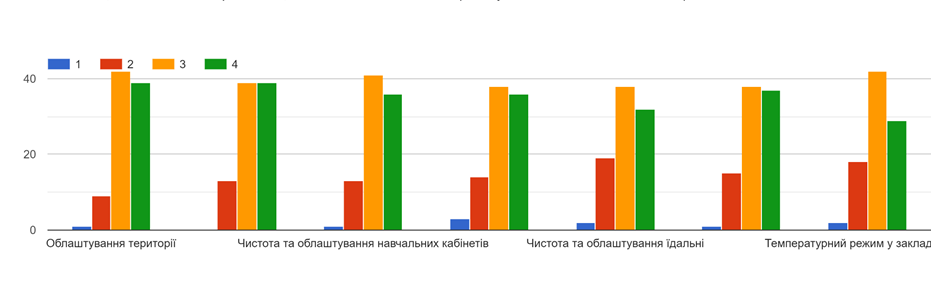 1 2 3 4
40
20
0
Облаштування території Чистота та облаштування навчальних кабінетів Чистота та облаштування їдальні Температурний режим у заклад